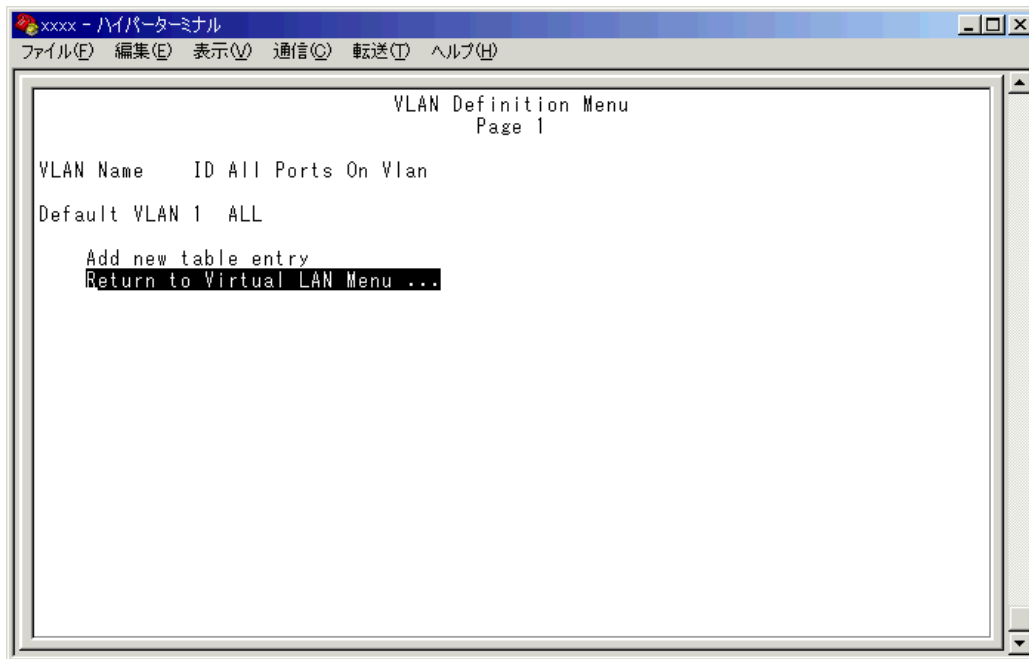 xxxx - ハイパーターミナル
ファイル(F) 編集(E) 表示(V) 通信(C) 転送(T) ヘルプ(H)
VLAN Definition Menu
Page 1
VLAN Name ID All Ports On Vlan
Default VLAN 1 ALL
Add new table entry
Return to Virtual LAN Menu ...